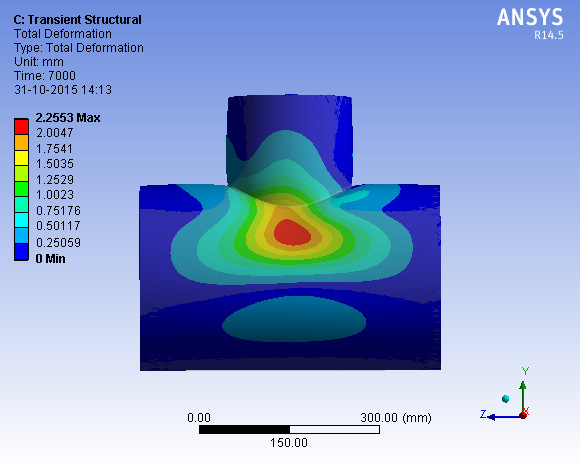 C: Transient Structural
Total Deformation
Type: Total Deformation
Unit: mm
Time: 7000
31-10-2015 14:13
ANSYS
R14.5
2.2553 Max
2.0047
1.7541
1.5035
1.2529
1.0023
0.75176
0.50117
0.25059
0 Min
0.00
300.00 (mm)
150.00
Y
Z
X